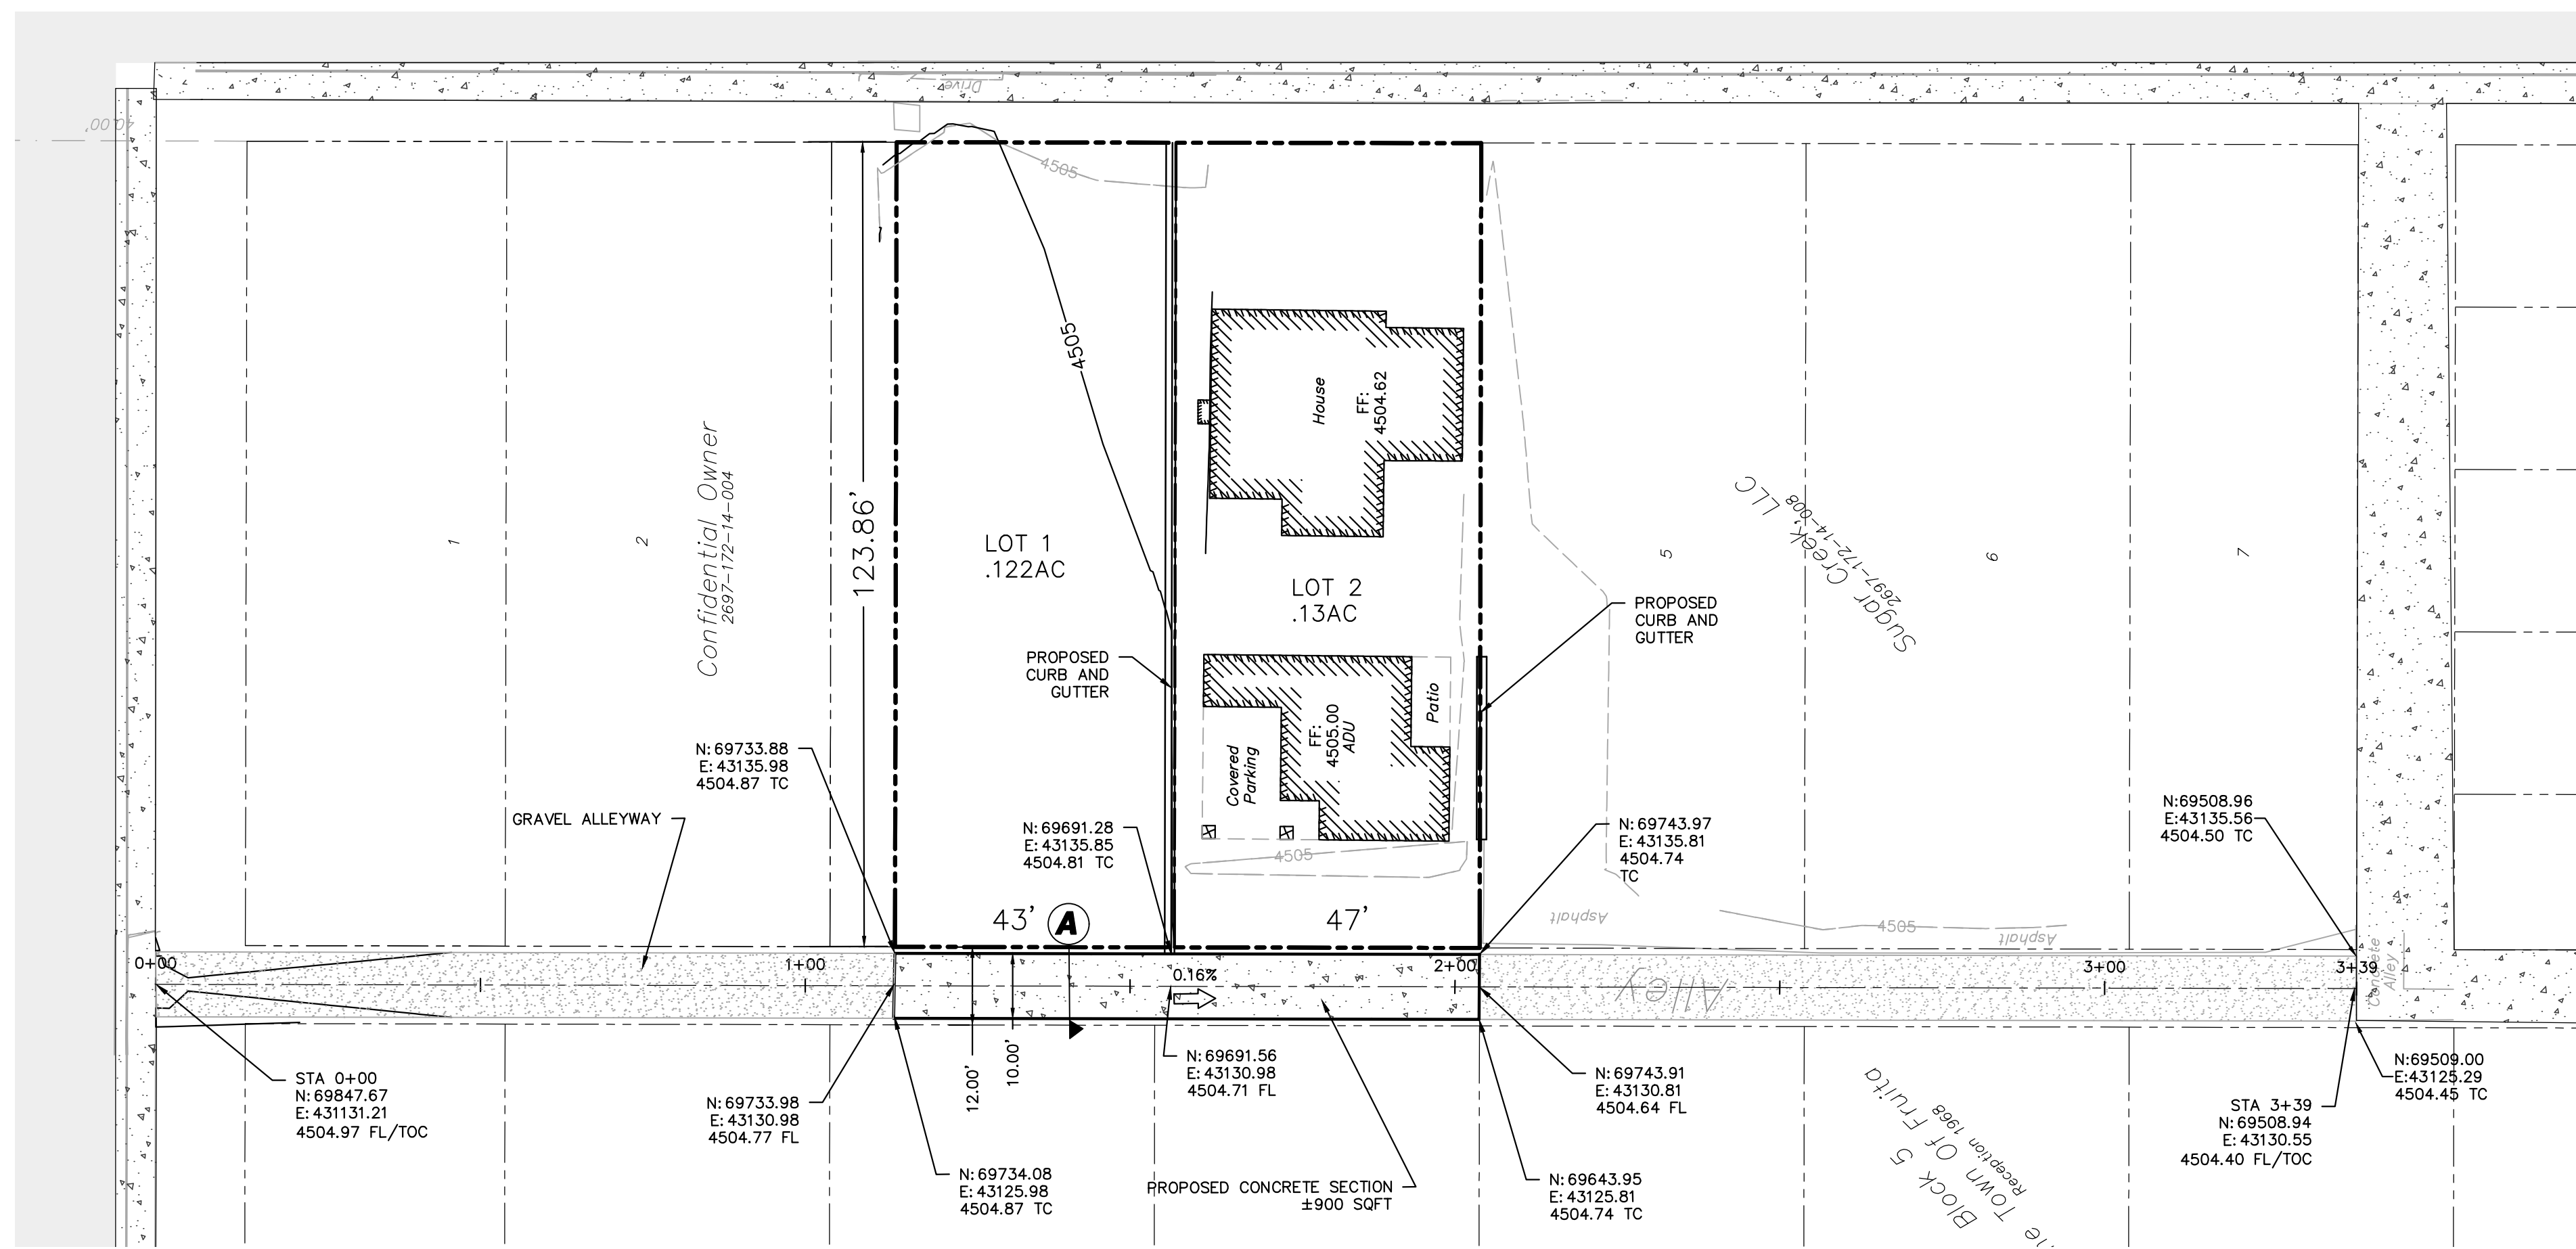 Drive
40.00'
4505
4505
123.86'
House
FF:
4504.62
Confidential Owner
2697-172-14-004
1
2
LOT 1
.122AC
LOT 2
.13AC
Sugar Creek, LLC
2697-172-14-008
5
6
7
PROPOSED
CURB AND
GUTTER
PROPOSED
CURB AND
GUTTER
Patio
FF:
4505.00
ADU
Covered
Parking
N: 69733.88
E: 43135.98
4504.87 TC
GRAVEL ALLEYWAY
N: 69691.28
E: 43135.85
4504.81 TC
4505
N: 69743.97
E: 43135.81
4504.74
TC
N:69508.96
E:43135.56
4504.50 TC
43'
A
47'
Asphalt
4505
Asphalt
0+00
1+00
0.16%
2+00
Alley
3+00
3+39
Concrete
Alley
12.00'
10.00'
STA 0+00
N: 69847.67
E: 431131.21
4504.97 FL/TOC
N: 69733.98
E: 43130.98
4504.77 FL
N: 69691.56
E: 43130.98
4504.71 FL
N: 69743.91
E: 43130.81
4504.64 FL
N:69509.00
E:43125.29
4504.45 TC
STA 3+39
N: 69508.94
E: 43130.55
4504.40 FL/TOC
N: 69734.08
E: 43125.98
4504.87 TC
PROPOSED CONCRETE SECTION
±900 SQFT
N: 69643.95
E: 43125.81
4504.74 TC
Block 5
Town Of Fruita
Reception 1968